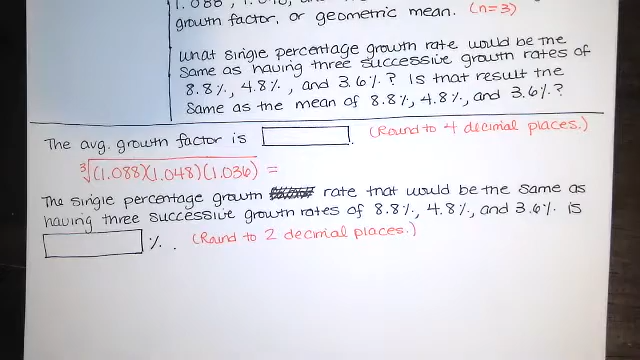 growth factor, or geometric mean. (n=3)
What single percentage growth rate would be the
same as having three successive growth rates of
8.8%, 4.8%, and 3.6%? Is that result the
same as the mean of 8.8%, 4.8%, and 3.6%?
The avg. growth factor is . (Round to 4 decimal places.)
∛(1.088)(1.048)(1.036) =
The single percentage growth rate that would be the same as
having three successive growth rates of 8.8%, 4.8%, and 3.6% is
%. (Round to 2 decimial places.)